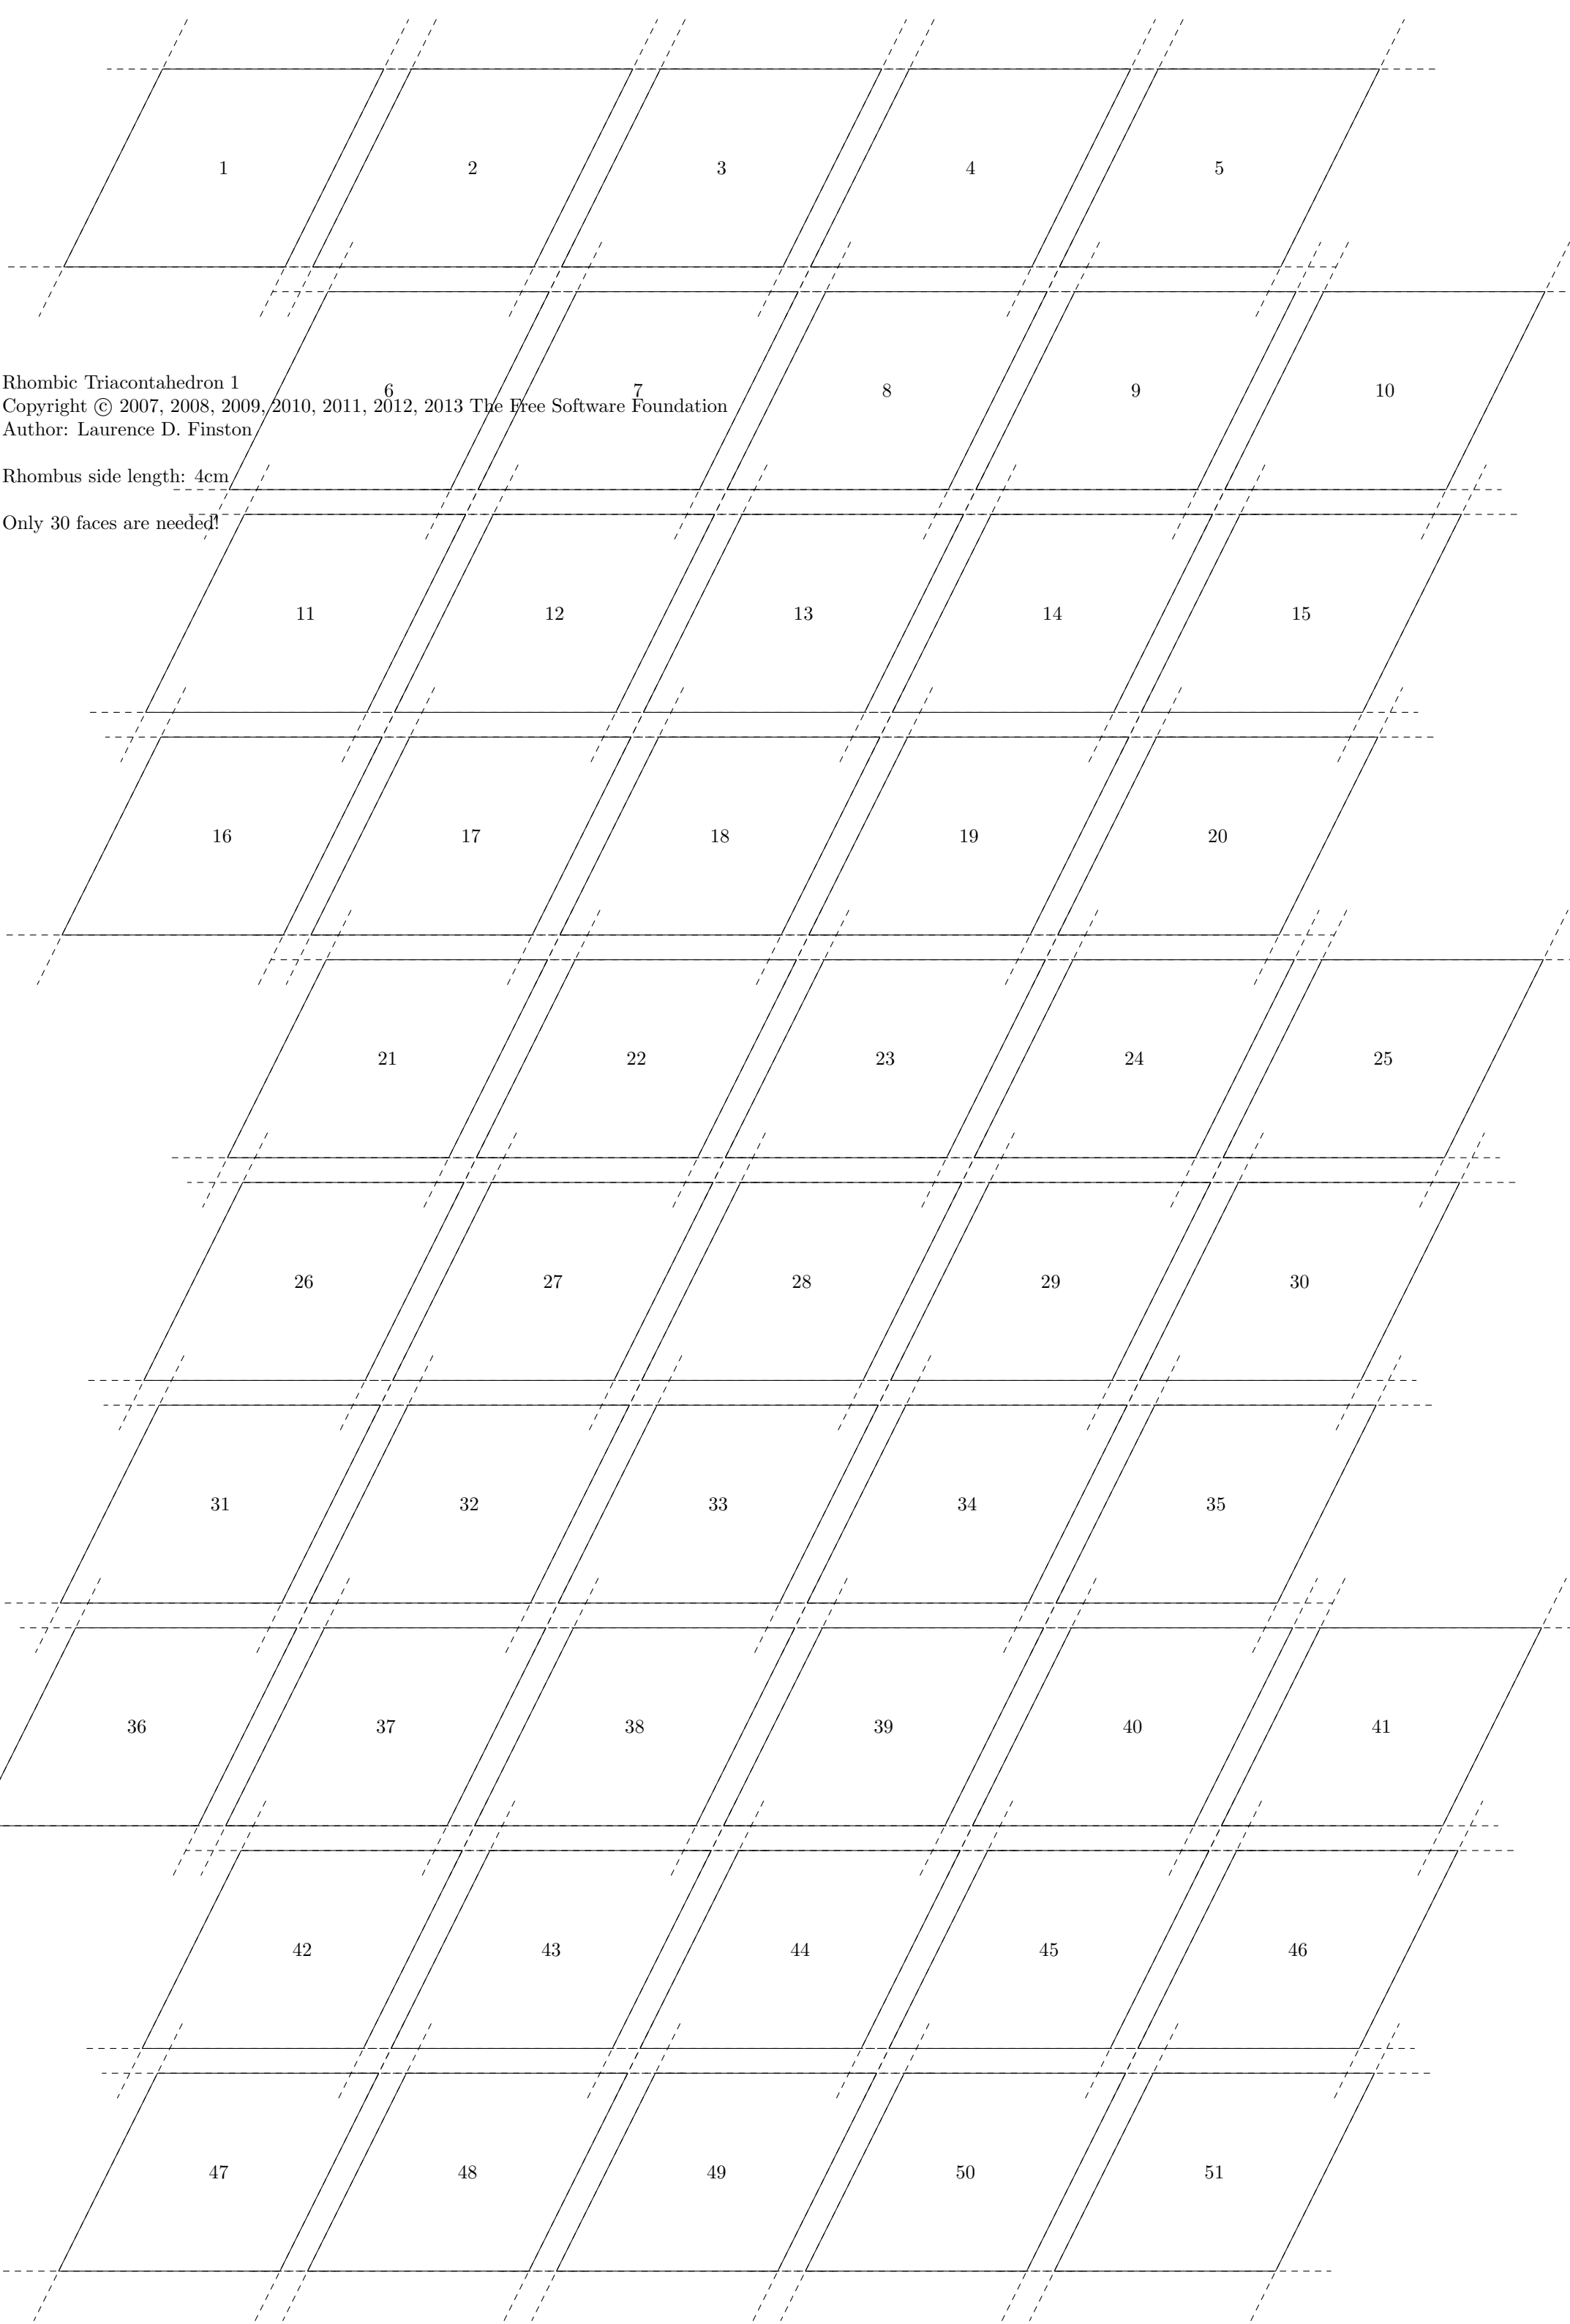 1 2 3 4 5
6 7 8 9 10
Rhombic Triacontahedron 1
Copyright © 2007, 2008, 2009, 2010, 2011, 2012, 2013 The Free Software Foundation
Author: Laurence D. Finston
Rhombus side length: 4cm
Only 30 faces are needed!
11 12 13 14 15
16 17 18 19 20
21 22 23 24 25
26 27 28 29 30
31 32 33 34 35
36 37 38 39 40 41
42 43 44 45 46
47 48 49 50 51